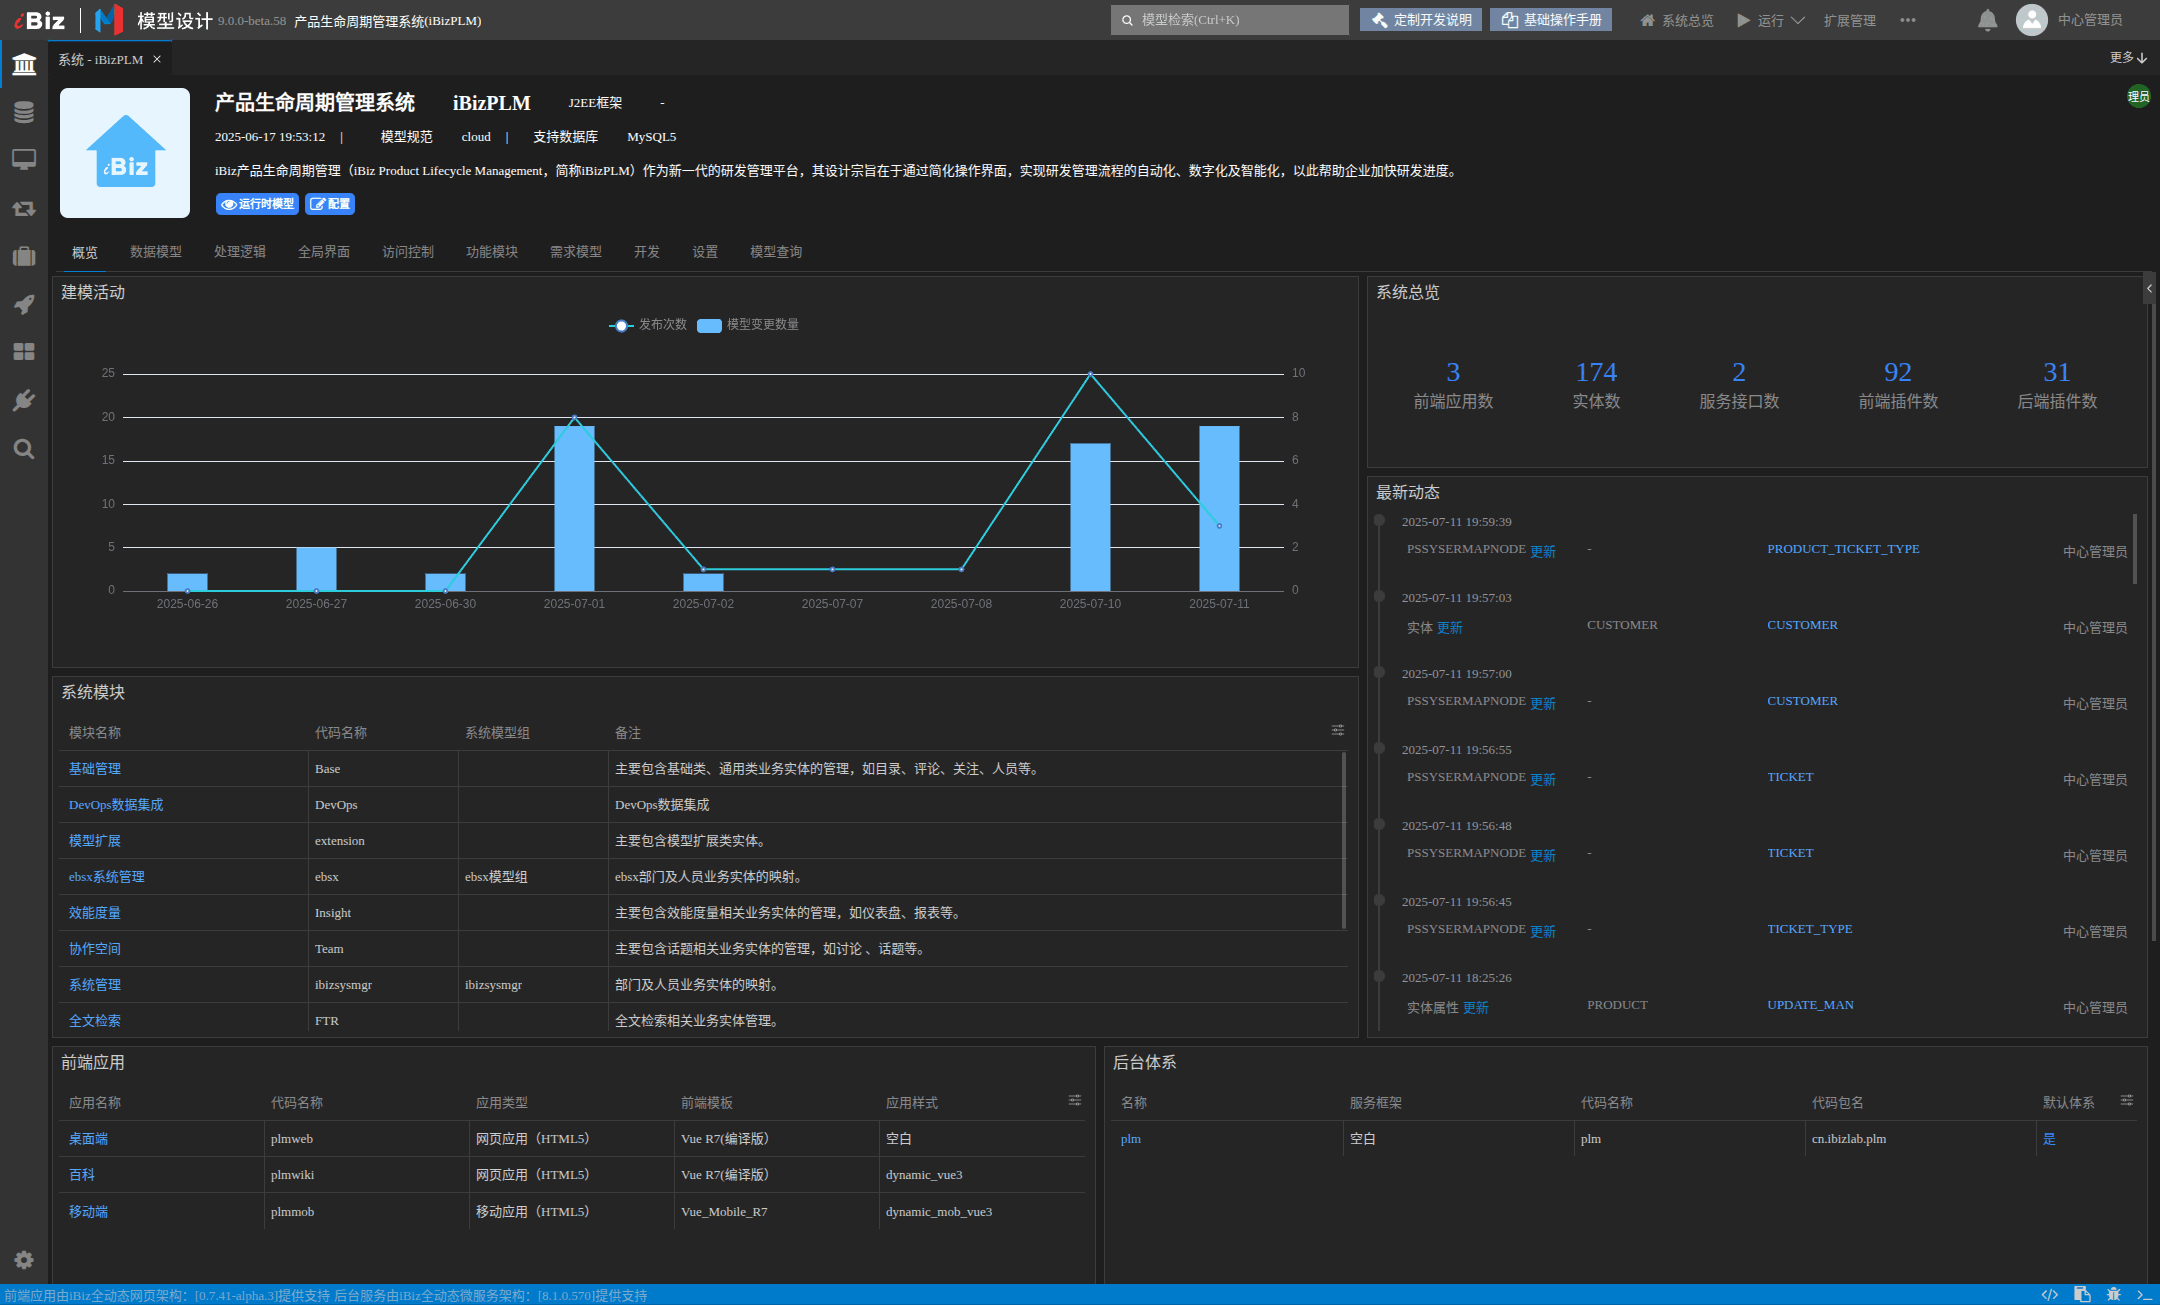 iBiz 模型设计 9.0.0-beta.58 产品生命周期管理系统(iBizPLM) 模型检索(Ctrl+K) 定制开发说明 基础操作手册 系统总览 运行 扩展管理 中心管理员
系统 - iBizPLM 更多
产品生命周期管理系统 iBizPLM J2EE框架 - 理员
2025-06-17 19:53:12 | 模型规范 cloud | 支持数据库 MySQL5
iBiz
iBiz产品生命周期管理（iBiz Product Lifecycle Management，简称iBizPLM）作为新一代的研发管理平台，其设计宗旨在于通过简化操作界面，实现研发管理流程的自动化、数字化及智能化，以此帮助企业加快研发进度。
运行时模型 配置
概览 数据模型 处理逻辑 全局界面 访问控制 功能模块 需求模型 开发 设置 模型查询
建模活动
发布次数 模型变更数量
25 10
20 8
15 6
10 4
5 2
0 0
2025-06-26 2025-06-27 2025-06-30 2025-07-01 2025-07-02 2025-07-07 2025-07-08 2025-07-10 2025-07-11
系统总览
3 174 2 92 31
前端应用数 实体数 服务接口数 前端插件数 后端插件数
最新动态
2025-07-11 19:59:39
PSSYSERMAPNODE 更新 - PRODUCT_TICKET_TYPE 中心管理员
2025-07-11 19:57:03
实体 更新 CUSTOMER CUSTOMER 中心管理员
2025-07-11 19:57:00
PSSYSERMAPNODE 更新 - CUSTOMER 中心管理员
2025-07-11 19:56:55
PSSYSERMAPNODE 更新 - TICKET 中心管理员
2025-07-11 19:56:48
PSSYSERMAPNODE 更新 - TICKET 中心管理员
2025-07-11 19:56:45
PSSYSERMAPNODE 更新 - TICKET_TYPE 中心管理员
2025-07-11 18:25:26
实体属性 更新 PRODUCT UPDATE_MAN 中心管理员
系统模块
模块名称 代码名称 系统模型组 备注
基础管理 Base 主要包含基础类、通用类业务实体的管理，如目录、评论、关注、人员等。
DevOps数据集成 DevOps DevOps数据集成
模型扩展 extension 主要包含模型扩展类实体。
ebsx系统管理 ebsx ebsx模型组 ebsx部门及人员业务实体的映射。
效能度量 Insight 主要包含效能度量相关业务实体的管理，如仪表盘、报表等。
协作空间 Team 主要包含话题相关业务实体的管理，如讨论 、话题等。
系统管理 ibizsysmgr ibizsysmgr 部门及人员业务实体的映射。
全文检索 FTR 全文检索相关业务实体管理。
前端应用
应用名称 代码名称 应用类型 前端模板 应用样式
桌面端 plmweb 网页应用（HTML5） Vue R7(编译版) 空白
百科 plmwiki 网页应用（HTML5） Vue R7(编译版) dynamic_vue3
移动端 plmmob 移动应用（HTML5） Vue_Mobile_R7 dynamic_mob_vue3
后台体系
名称 服务框架 代码名称 代码包名 默认体系
plm 空白 plm cn.ibizlab.plm 是
前端应用由iBiz全动态网页架构：[0.7.41-alpha.3]提供支持 后台服务由iBiz全动态微服务架构：[8.1.0.570]提供支持